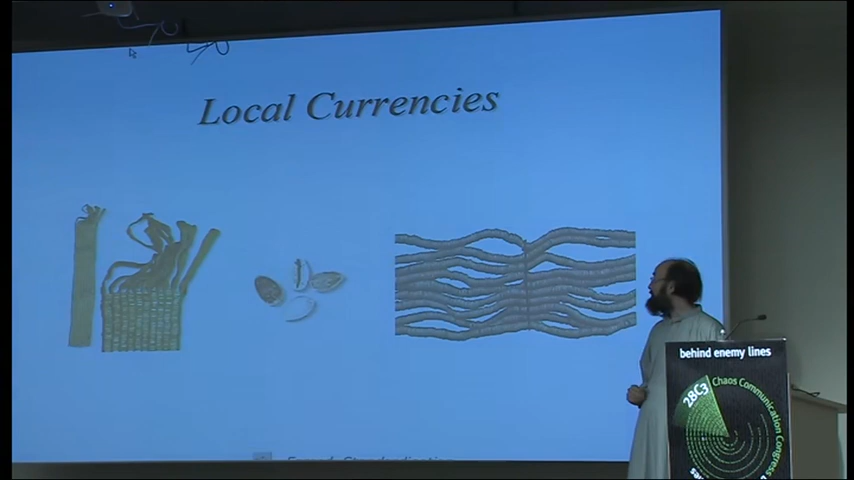 Local Currencies
behind enemy lines
28C3
Chaos Communication Congress